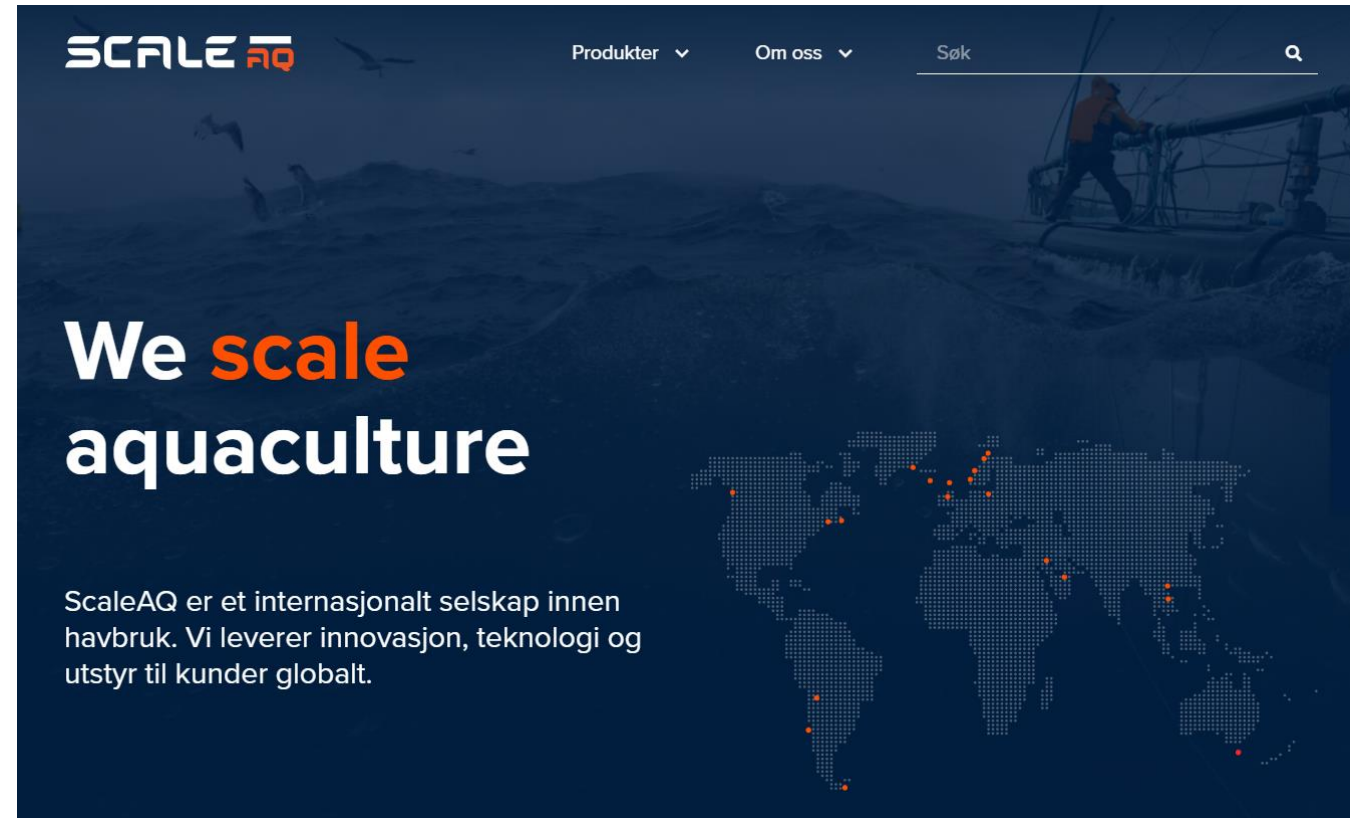 SCALE AQ
Produkter
Om oss
Søk
We scale
aquaculture
ScaleAQ er et internasjonalt selskap innen
havbruk. Vi leverer innovasjon, teknologi og
utstyr til kunder globalt.